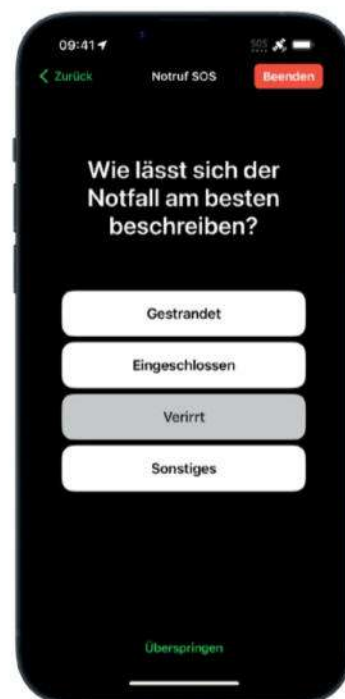 09:41 SOS
Zurück Notruf SOS Beenden
Wie lässt sich der
Notfall am besten
beschreiben?
Gestrandet
Eingeschlossen
Verirrt
Sonstiges
Überspringen